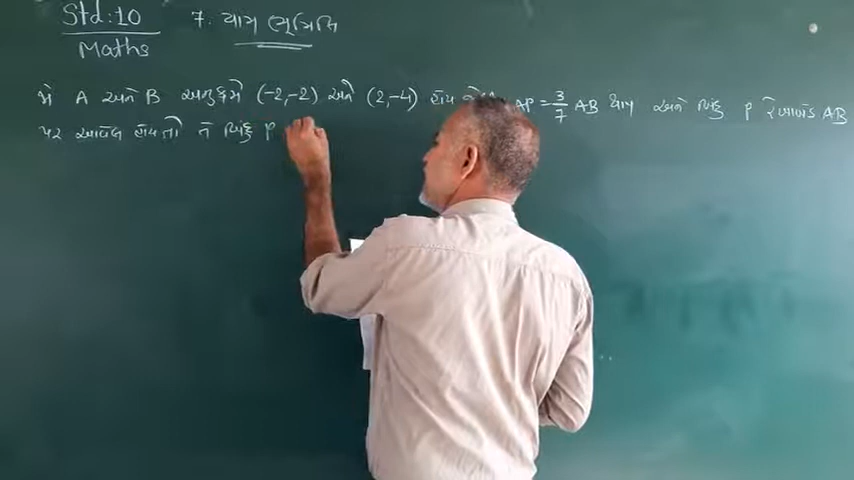 Std:10
Maths
7. યામ ભૂમિતિ
જો A અને B અનુક્રમે (-2,-2) અને (2,-4) હોય AP = 3/7 AB થાય અને બિંદુ P રેખાખંડ AB
પર આવેલ હોય તો તે બિંદુ P